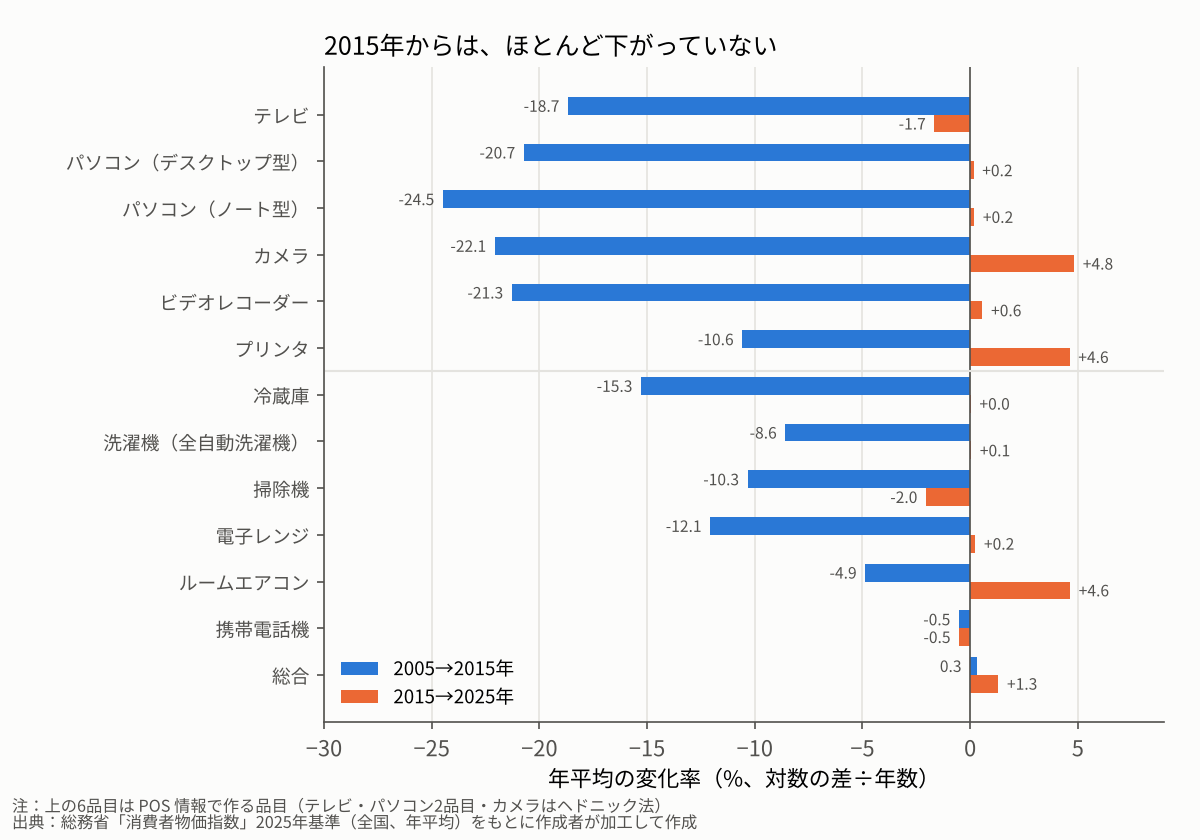 2015年からは、ほとんど下がっていない
テレビ
-18.7
-1.7
パソコン（デスクトップ型）
-20.7
+0.2
パソコン（ノート型）
-24.5
+0.2
カメラ
-22.1
+4.8
ビデオレコーダー
-21.3
+0.6
プリンタ
-10.6
+4.6
冷蔵庫
-15.3
+0.0
洗濯機（全自動洗濯機）
-8.6
+0.1
掃除機
-10.3
-2.0
電子レンジ
-12.1
+0.2
ルームエアコン
-4.9
+4.6
携帯電話機
-0.5
-0.5
総合
0.3
+1.3
2005→2015年
2015→2025年
−30 −25 −20 −15 −10 −5 0 5
年平均の変化率（%、対数の差÷年数）
注：上の6品目は POS 情報で作る品目（テレビ・パソコン2品目・カメラはヘドニック法）
出典：総務省「消費者物価指数」2025年基準（全国、年平均）をもとに作成者が加工して作成